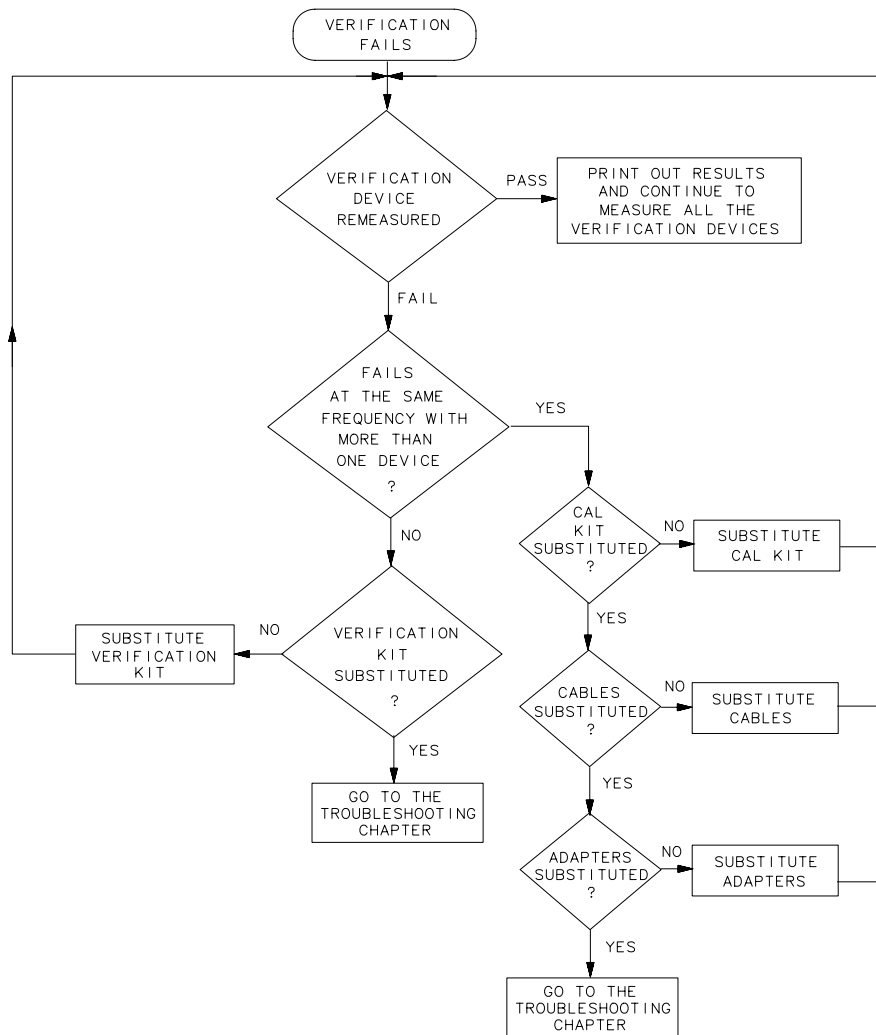 VERIFICATION
FAILS
VERIFICATION
DEVICE
REMEASURED
PASS
PRINT OUT RESULTS
AND CONTINUE TO
MEASURE ALL THE
VERIFICATION DEVICES
FAIL
FAILS
AT THE SAME
FREQUENCY WITH
MORE THAN
ONE DEVICE
?
YES
NO
CAL
KIT
SUBSTITUTED
?
NO
SUBSTITUTE
CAL KIT
YES
VERIFICATION
KIT
SUBSTITUTED
?
NO
SUBSTITUTE
VERIFICATION
KIT
YES
GO TO THE
TROUBLESHOOTING
CHAPTER
CABLES
SUBSTITUTED
?
NO
SUBSTITUTE
CABLES
YES
ADAPTERS
SUBSTITUTED
?
NO
SUBSTITUTE
ADAPTERS
YES
GO TO THE
TROUBLESHOOTING
CHAPTER